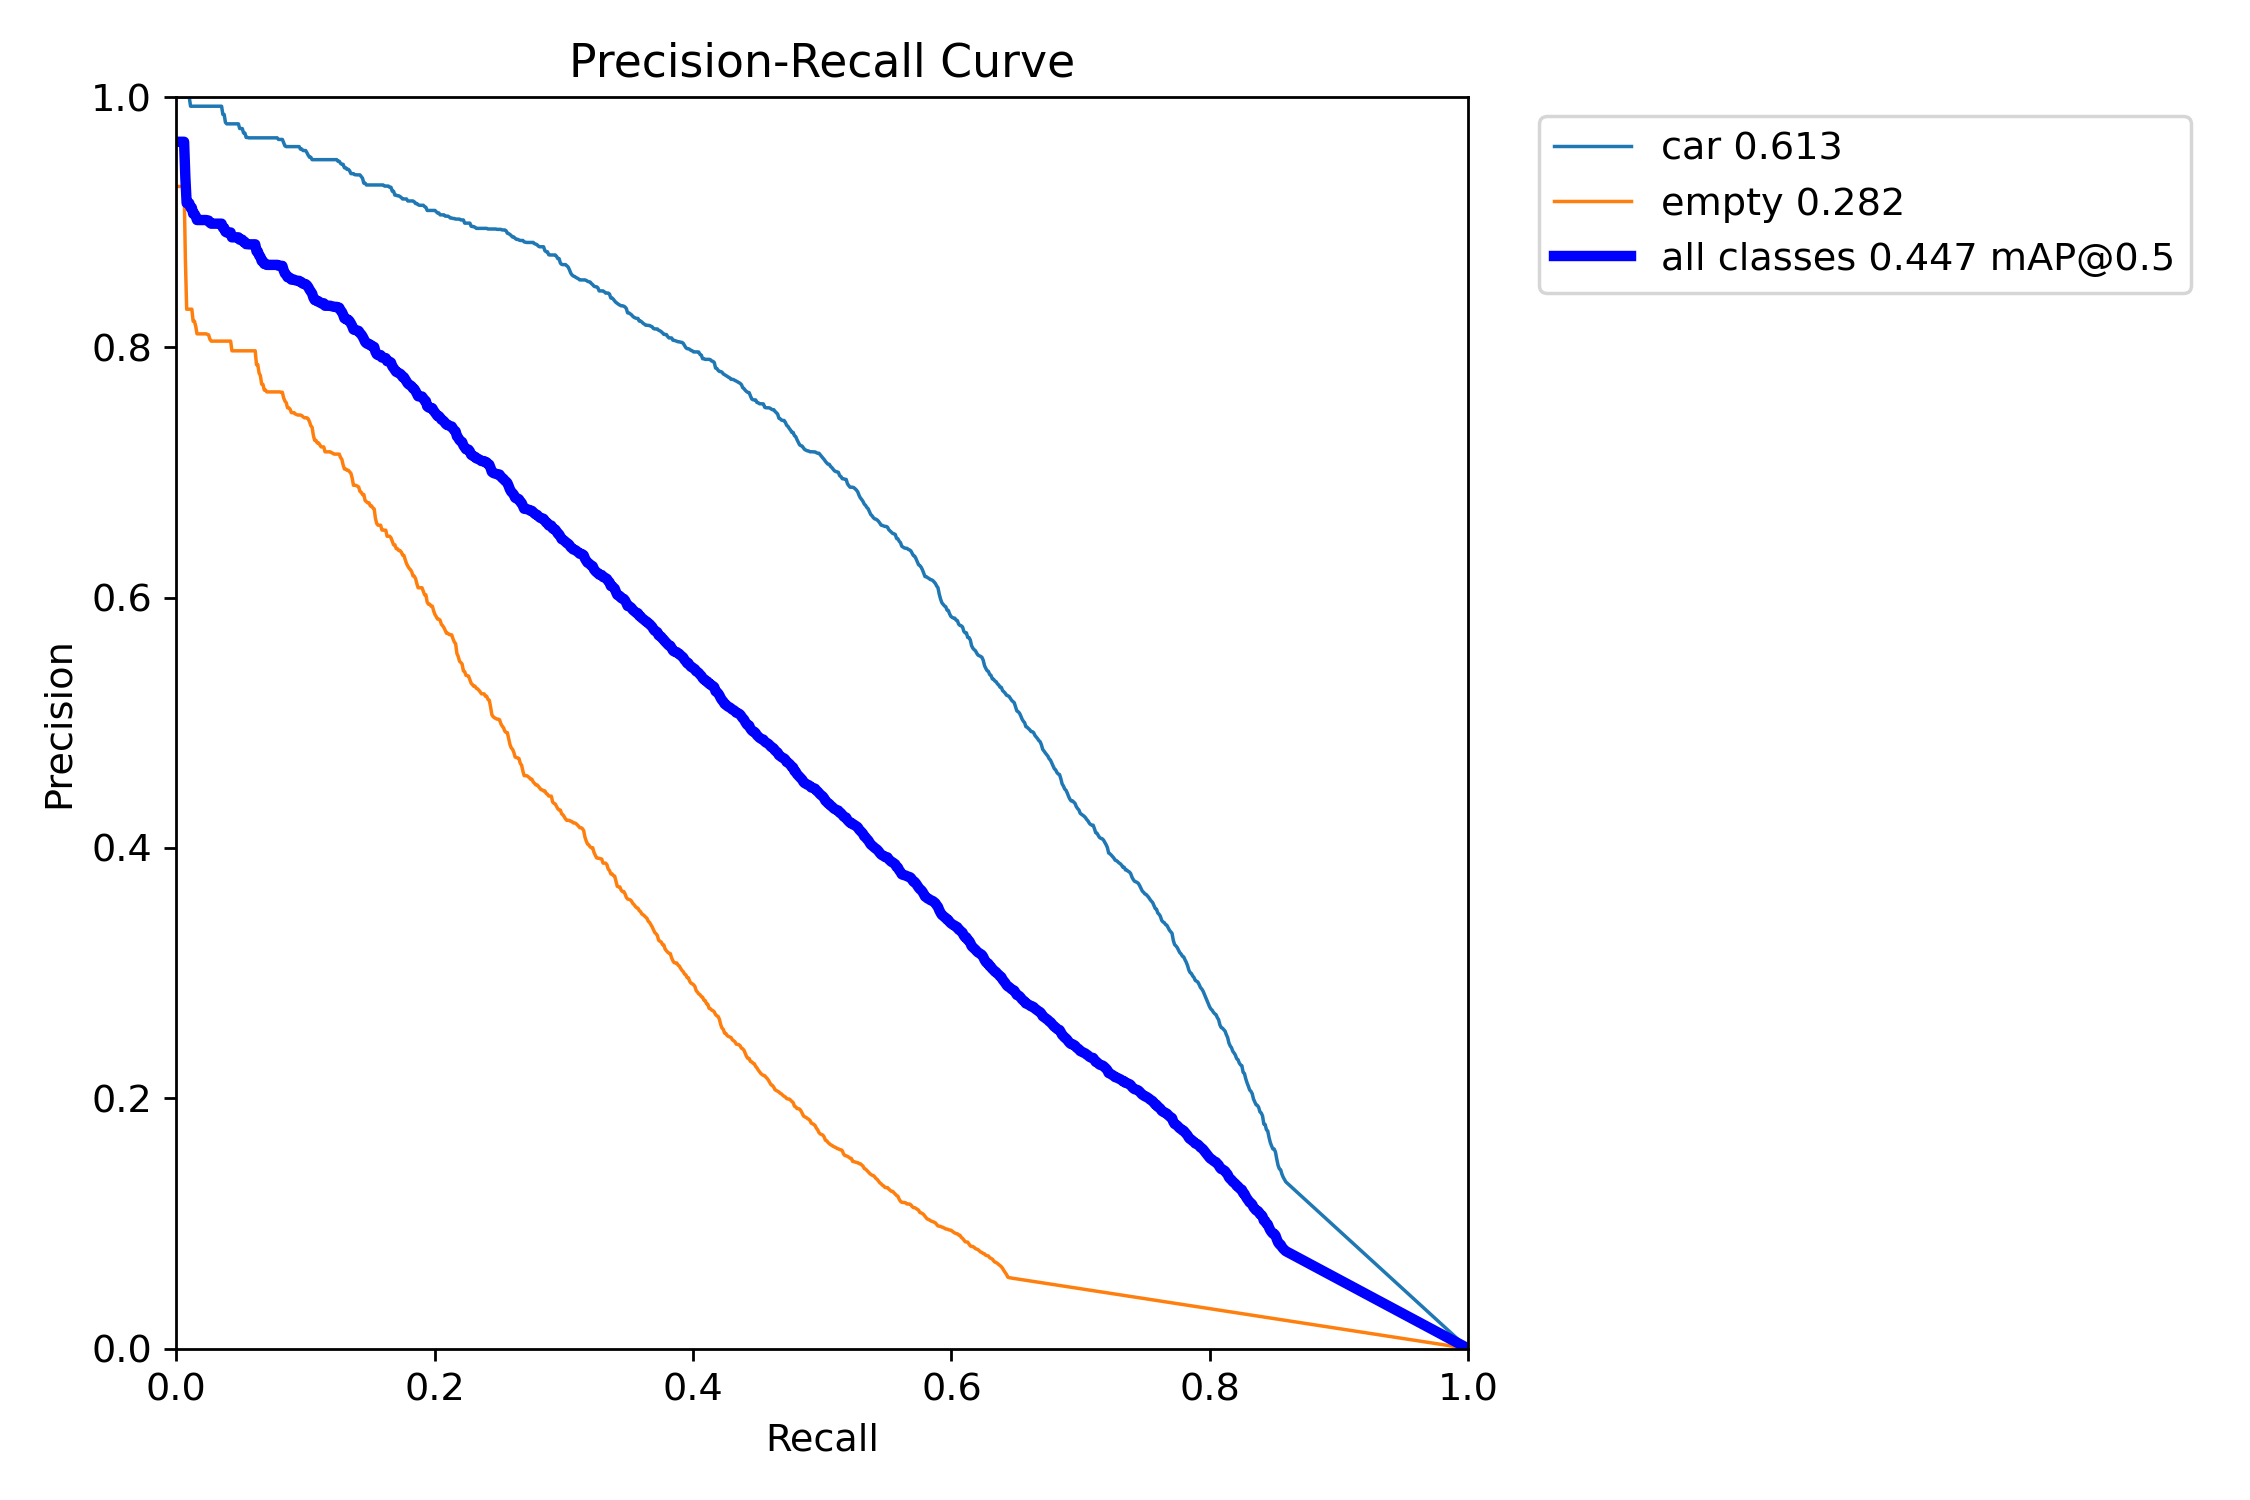 Precision-Recall Curve
car 0.613
empty 0.282
all classes 0.447 mAP@0.5
Precision
1.0
0.8
0.6
0.4
0.2
0.0
0.0 0.2 0.4 0.6 0.8 1.0
Recall